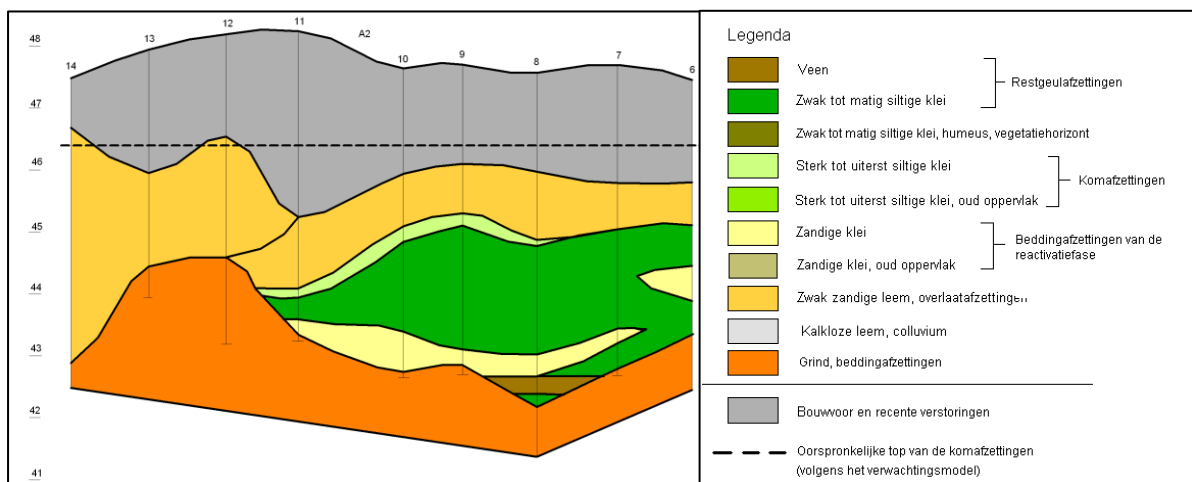 48
47
46
45
44
43
42
41
14
13
12
11
A2
10
9
8
7
6
Legenda
Veen
Zwak tot matig siltige klei
Restgeulafzettingen
Zwak tot matig siltige klei, humeus, vegetatiehorizont
Sterk tot uiterst siltige klei
Sterk tot uiterst siltige klei, oud oppervlak
Komafzettingen
Zandige klei
Zandige klei, oud oppervlak
Beddingafzettingen van de
reactivatiefase
Zwak zandige leem, overlaatafzettingen
Kalkloze leem, colluvium
Grind, beddingafzettingen
Bouwvoor en recente verstoringen
Oorspronkelijke top van de komafzettingen
(volgens het verwachtingsmodel)